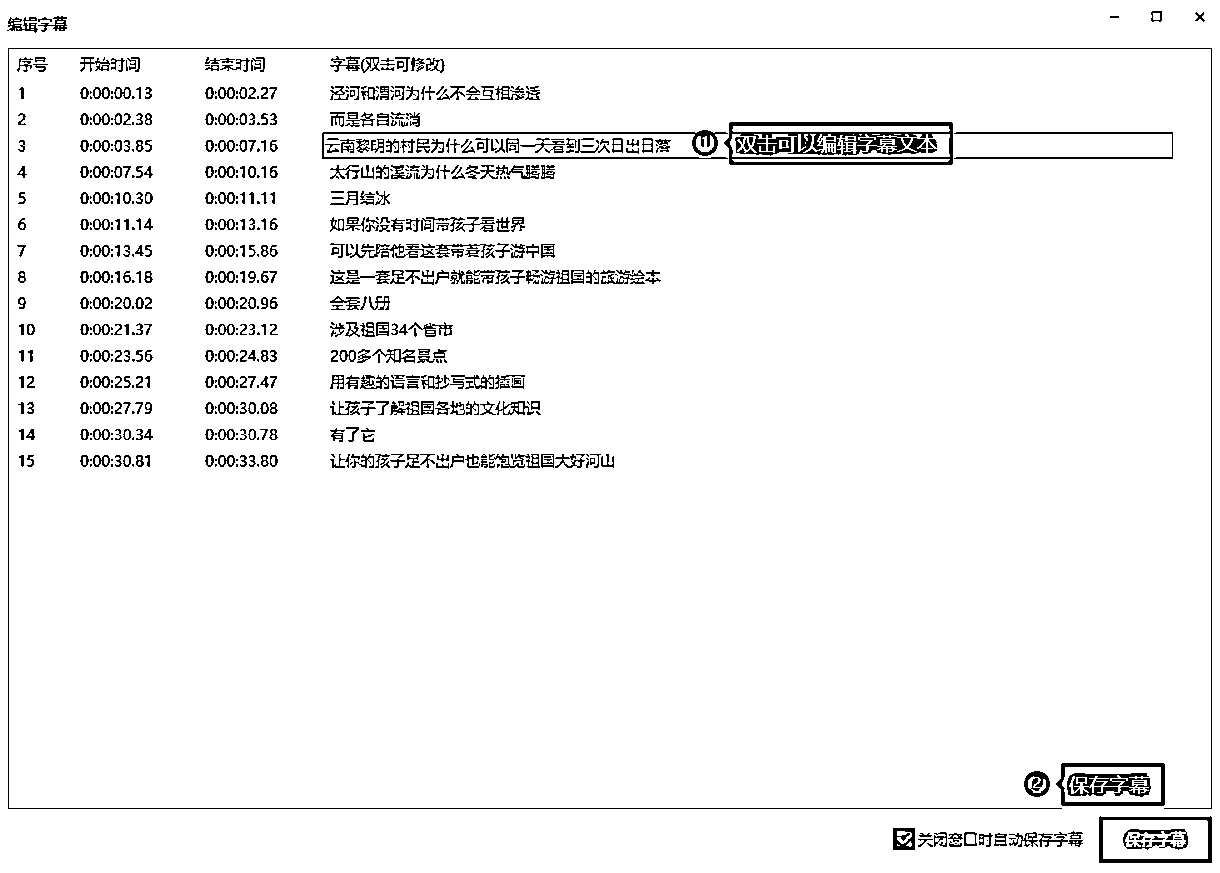 编辑字幕
序号 开始时间 结束时间 字幕(双击可修改)
1 0:00:00.13 0:00:02.27 泾河和渭河为什么不会互相渗透
2 0:00:02.38 0:00:03.53 而是各自流淌
3 0:00:03.85 0:00:07.16 云南黎明的村民为什么可以同一天看到三次日出日落 ① 双击可以编辑字幕文本
4 0:00:07.54 0:00:10.16 太行山的溪流为什么冬天热气腾腾
5 0:00:10.30 0:00:11.11 三月结冰
6 0:00:11.14 0:00:13.16 如果你没有时间带孩子看世界
7 0:00:13.45 0:00:15.86 可以先陪他看这套带着孩子游中国
8 0:00:16.18 0:00:19.67 这是一套足不出户就能带孩子畅游祖国的旅游绘本
9 0:00:20.02 0:00:20.96 全套八册
10 0:00:21.37 0:00:23.12 涉及祖国34个省市
11 0:00:23.56 0:00:24.83 200多个知名景点
12 0:00:25.21 0:00:27.47 用有趣的语言和抄写式的插画
13 0:00:27.79 0:00:30.08 让孩子了解祖国各地的文化知识
14 0:00:30.34 0:00:30.78 有了它
15 0:00:30.81 0:00:33.80 让你的孩子足不出户也能饱览祖国大好河山
② 保存字幕
关闭窗口时自动保存字幕 保存字幕